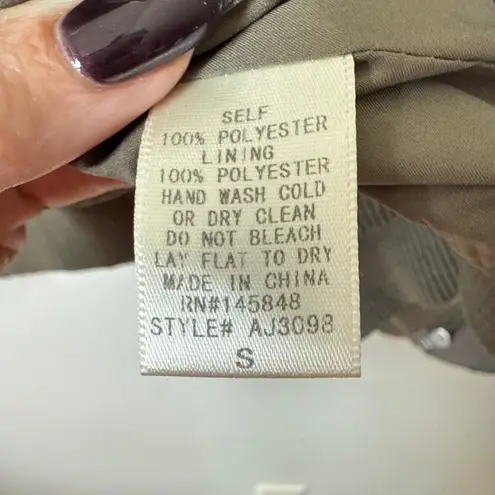 SELF
100% POLYESTER
LINING
100% POLYESTER
HAND WASH COLD
OR DRY CLEAN
DO NOT BLEACH
LAY FLAT TO DRY
MADE IN CHINA
RN#145848
STYLE# AJ3098
S